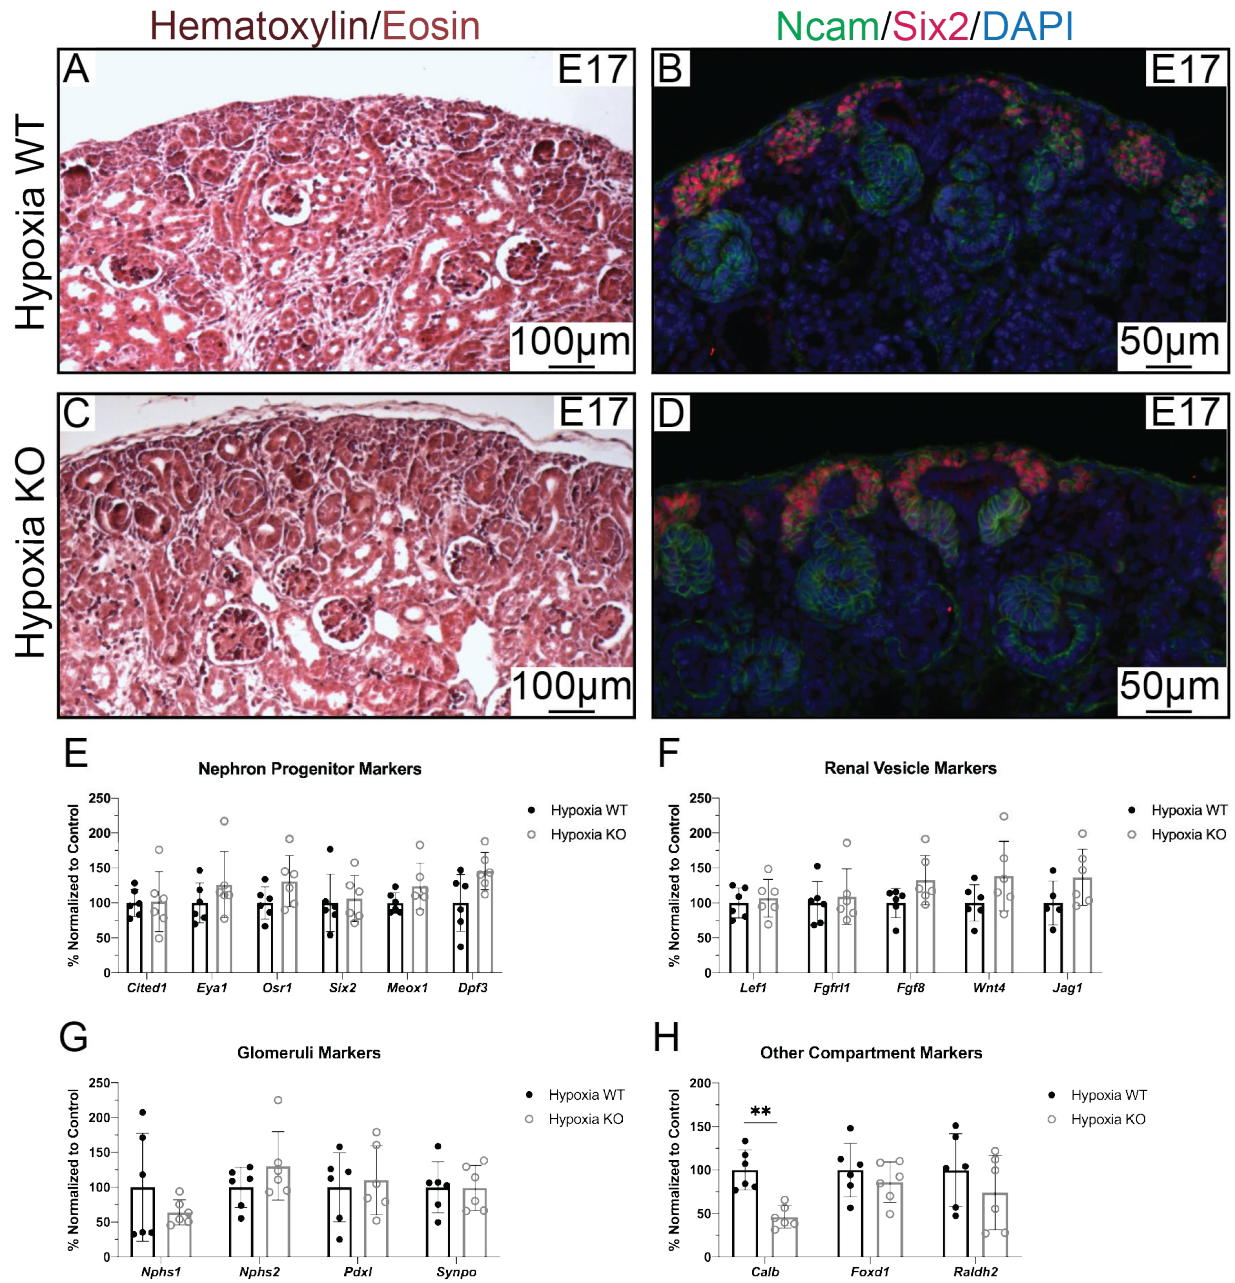 Hematoxylin/Eosin
Ncam/Six2/DAPI
Hypoxia WT
A
E17
100μm
B
E17
50μm
Hypoxia KO
C
E17
100μm
D
E17
50μm
E
Nephron Progenitor Markers
% Normalized to Control
250
200
150
100
50
0
Cited1 Eya1 Osr1 Six2 Meox1 Dpf3
Hypoxia WT
Hypoxia KO
F
Renal Vesicle Markers
% Normalized to Control
250
200
150
100
50
0
Lef1 Fgfrl1 Fgf8 Wnt4 Jag1
Hypoxia WT
Hypoxia KO
G
Glomeruli Markers
% Normalized to Control
250
200
150
100
50
0
Nphs1 Nphs2 Pdxl Synpo
Hypoxia WT
Hypoxia KO
H
Other Compartment Markers
% Normalized to Control
200
150
100
50
0
**
Calb Foxd1 Raldh2
Hypoxia WT
Hypoxia KO